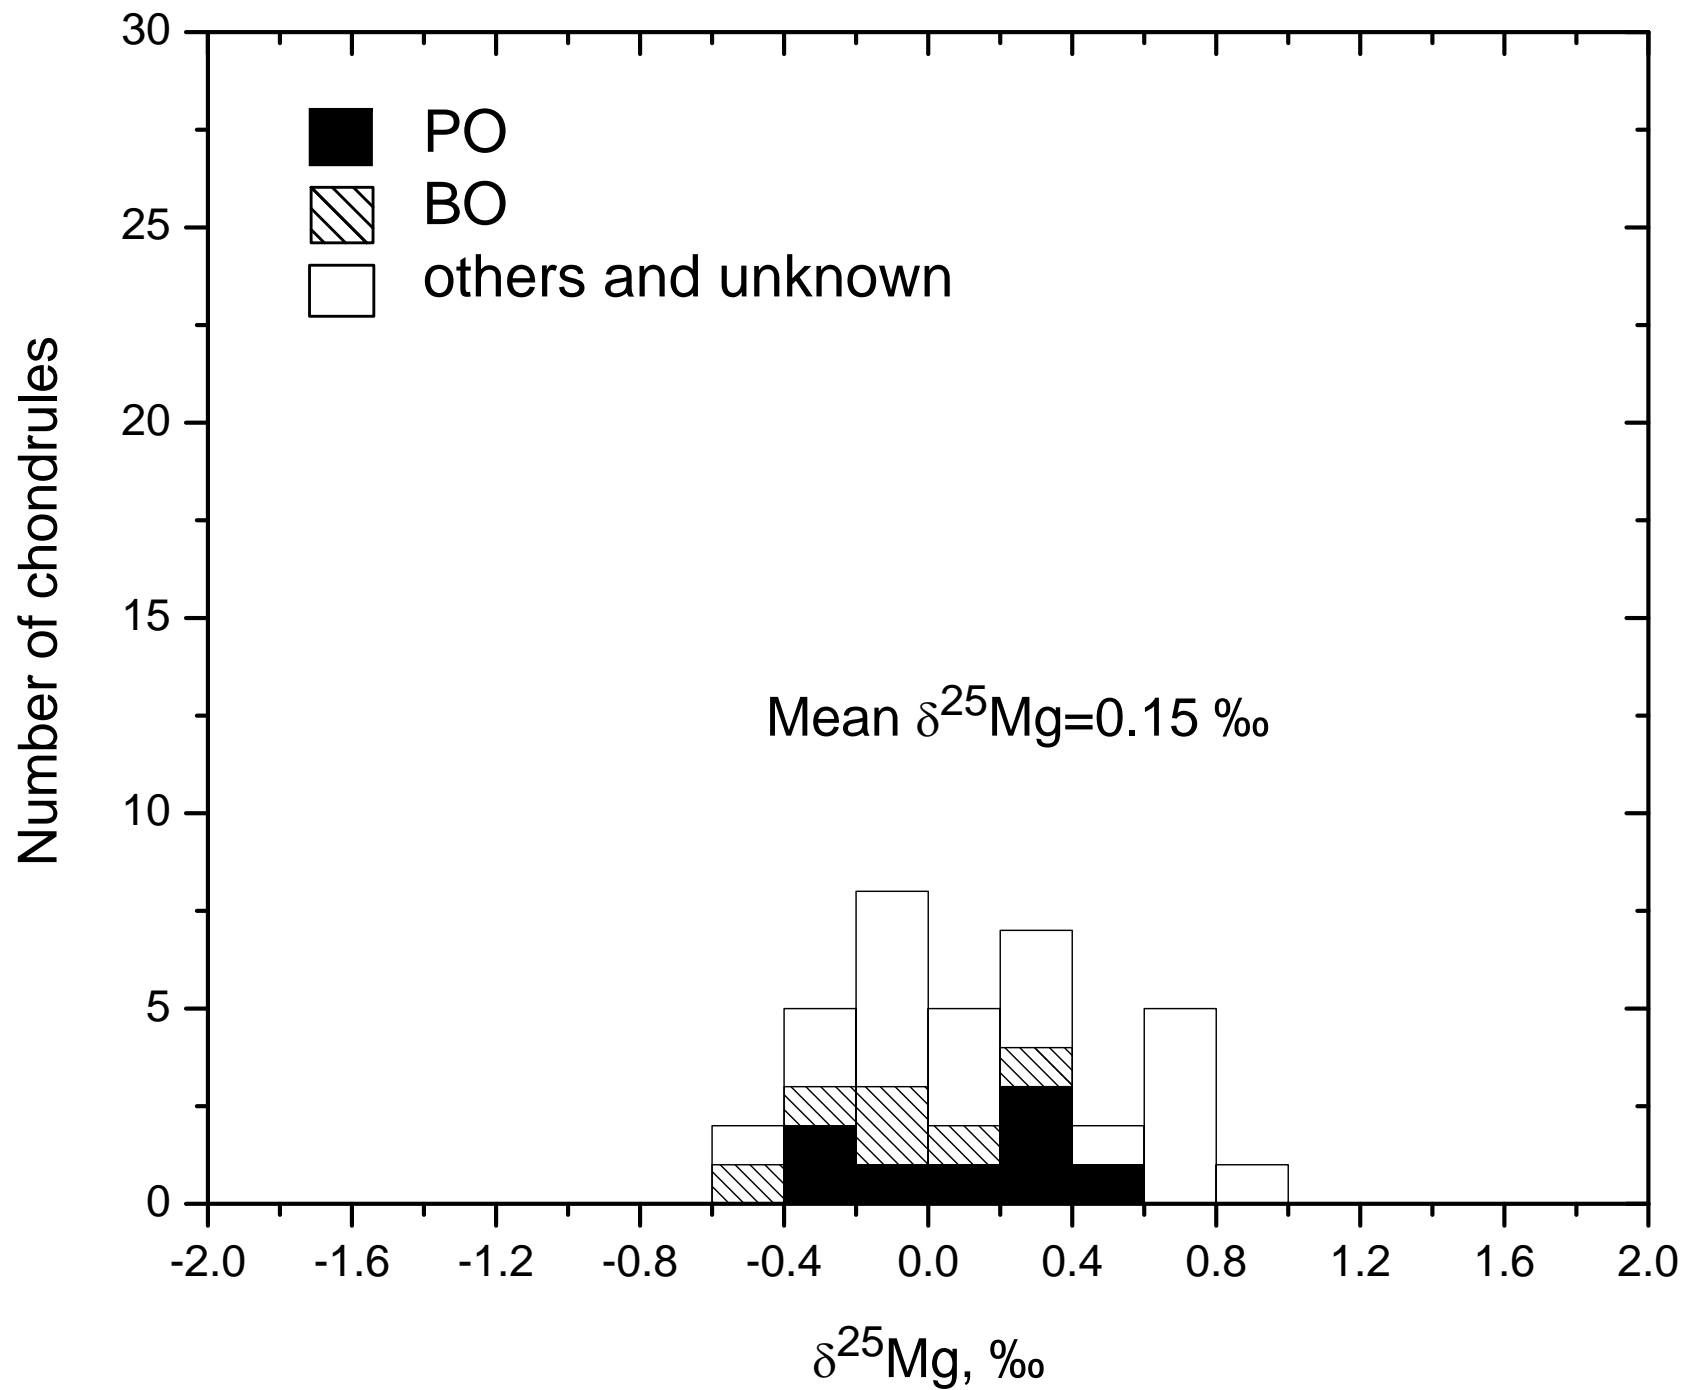 30
25
20
15
10
5
0
Number of chondrules
PO
BO
others and unknown
Mean δ²⁵Mg=0.15 ‰
-2.0 -1.6 -1.2 -0.8 -0.4 0.0 0.4 0.8 1.2 1.6 2.0
δ²⁵Mg, ‰